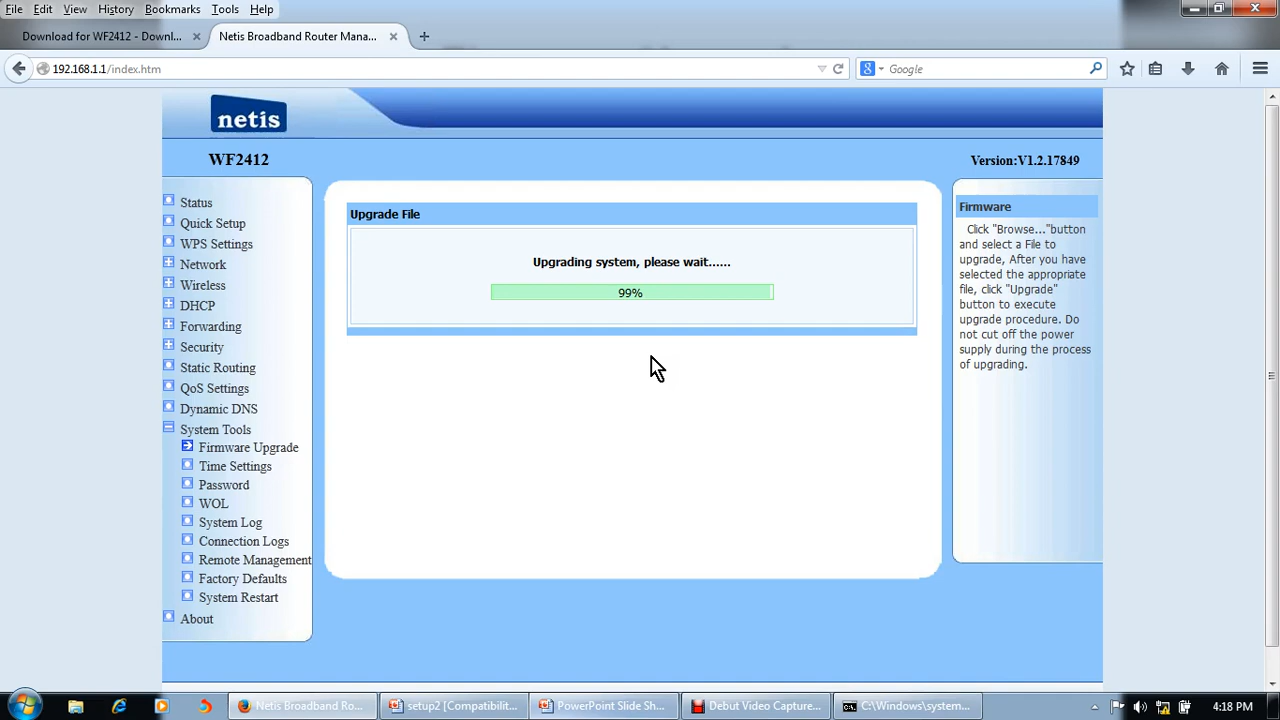 File Edit View History Bookmarks Tools Help
Download for WF2412 - Downl...
Netis Broadband Router Mana...
192.168.1.1/index.htm
Google
netis
WF2412
Version:V1.2.17849
Status
Quick Setup
WPS Settings
Network
Wireless
DHCP
Forwarding
Security
Static Routing
QoS Settings
Dynamic DNS
System Tools
Firmware Upgrade
Time Settings
Password
WOL
System Log
Connection Logs
Remote Management
Factory Defaults
System Restart
About
Upgrade File
Upgrading system, please wait......
99%
Firmware
Click "Browse..."button
and select a File to
upgrade, After you have
selected the appropriate
file, click "Upgrade"
button to execute
upgrade procedure. Do
not cut off the power
supply during the process
of upgrading.
Netis Broadband Ro...
setup2 [Compatibilit...
PowerPoint Slide Sh...
Debut Video Capture...
C:\Windows\system...
4:18 PM